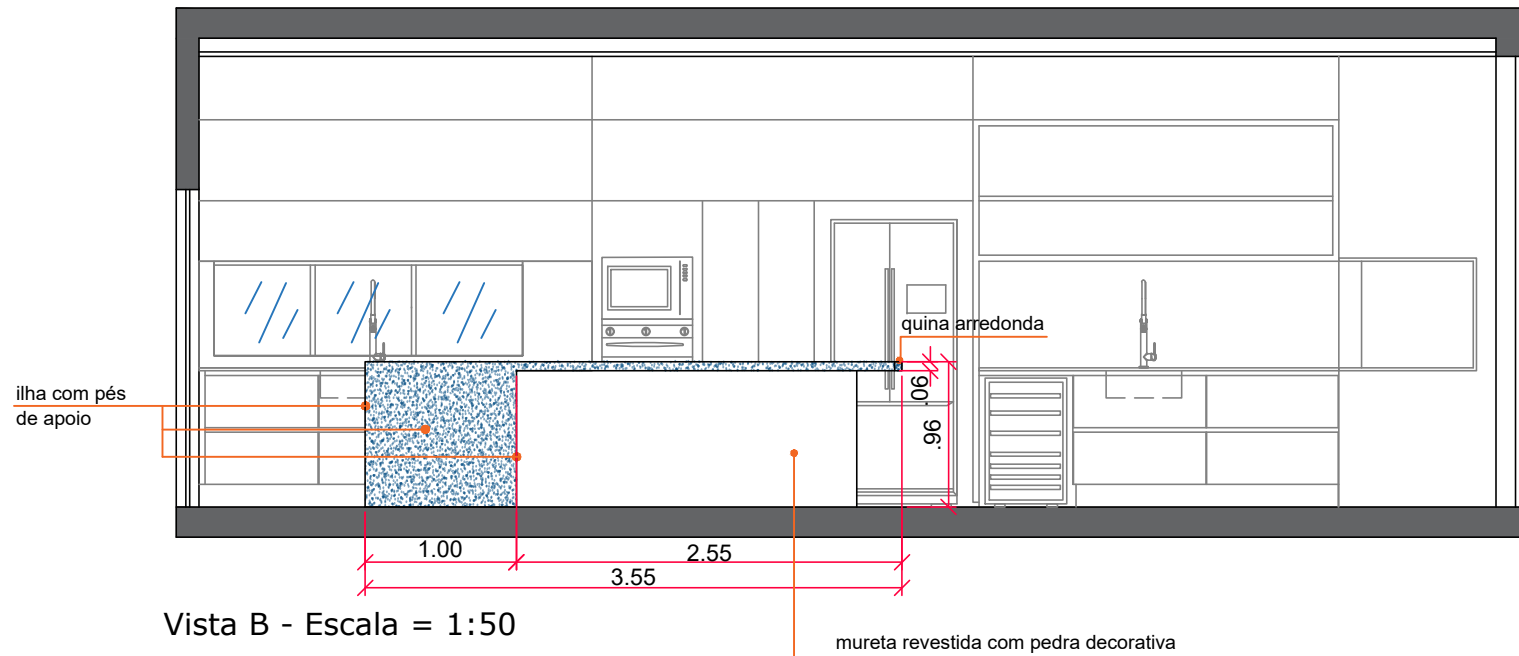 quina arredonda
ilha com pés
de apoio
.06
.96
1.00
2.55
3.55
Vista B - Escala = 1:50
mureta revestida com pedra decorativa